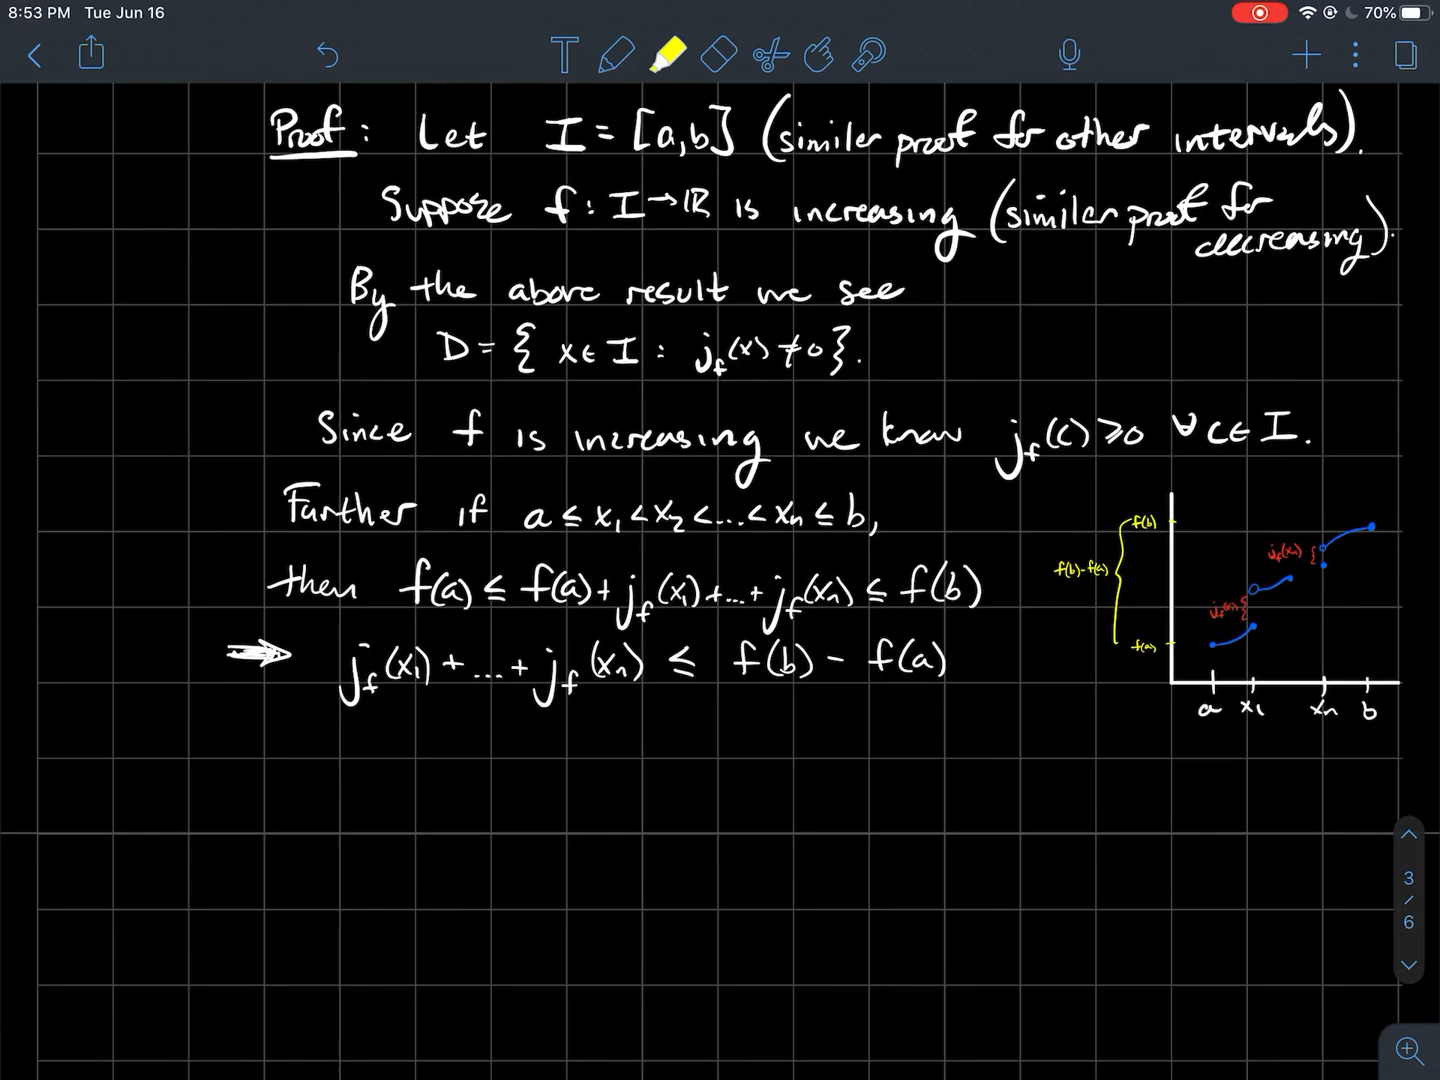 8:53 PM Tue Jun 16
70%
Proof: Let I = [a,b] (similar proof for other intervals).
Suppose f: I→ℝ is increasing (similar proof for decreasing).
By the above result we see
D = { x ∈ I : j_f(x) ≠ 0 }.
Since f is increasing we know j_f(c) ≥ 0 ∀ c ∈ I.
Further if a ≤ x₁ < x₂ < ... < xₙ ≤ b,
then f(a) ≤ f(a) + j_f(x₁) + ... + j_f(xₙ) ≤ f(b)
⟹ j_f(x₁) + ... + j_f(xₙ) ≤ f(b) - f(a)
f(b)
j_f(xₙ)
f(b)-f(a)
j_f(x₁)
f(a)
a x₁ xₙ b
3
/
6